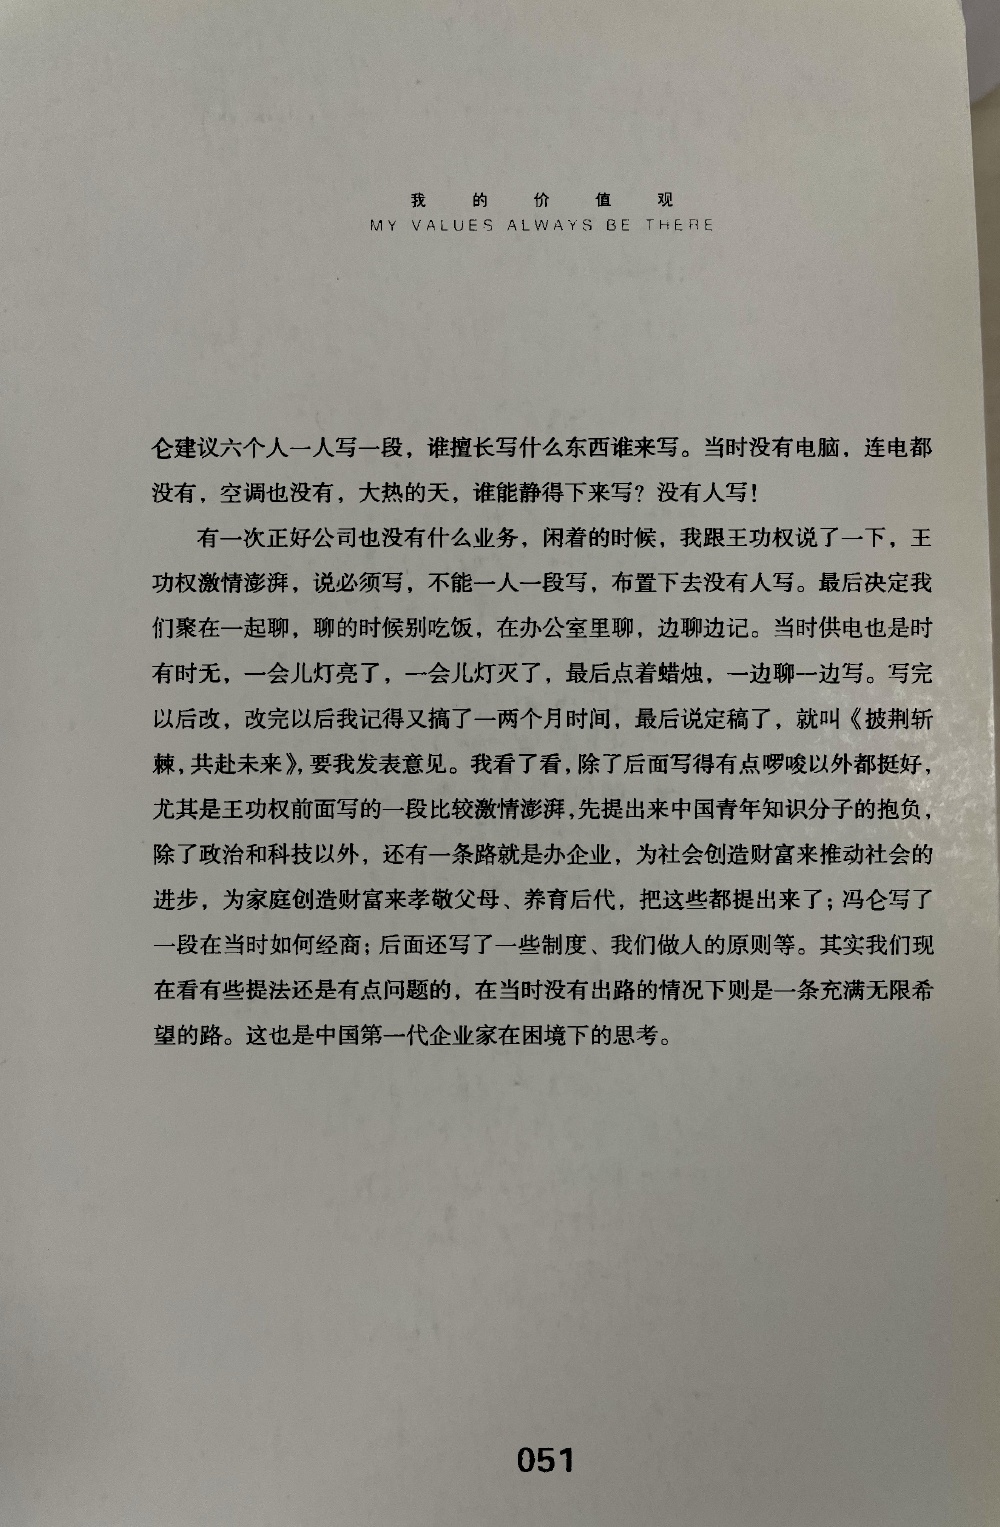 我的价值观
MY VALUES ALWAYS BE THERE
仑建议六个人一人写一段，谁擅长写什么东西谁来写。当时没有电脑，连电都
没有，空调也没有，大热的天，谁能静得下来写？没有人写！
有一次正好公司也没有什么业务，闲着的时候，我跟王功权说了一下，王
功权激情澎湃，说必须写，不能一人一段写，布置下去没有人写。最后决定我
们聚在一起聊，聊的时候别吃饭，在办公室里聊，边聊边记。当时供电也是时
有时无，一会儿灯亮了，一会儿灯灭了，最后点着蜡烛，一边聊一边写。写完
以后改，改完以后我记得又搞了一两个月时间，最后说定稿了，就叫《披荆斩
棘，共赴未来》，要我发表意见。我看了看，除了后面写得有点啰唆以外都挺好，
尤其是王功权前面写的一段比较激情澎湃，先提出来中国青年知识分子的抱负，
除了政治和科技以外，还有一条路就是办企业，为社会创造财富来推动社会的
进步，为家庭创造财富来孝敬父母、养育后代，把这些都提出来了；冯仑写了
一段在当时如何经商；后面还写了一些制度、我们做人的原则等。其实我们现
在看有些提法还是有点问题的，在当时没有出路的情况下则是一条充满无限希
望的路。这也是中国第一代企业家在困境下的思考。
051